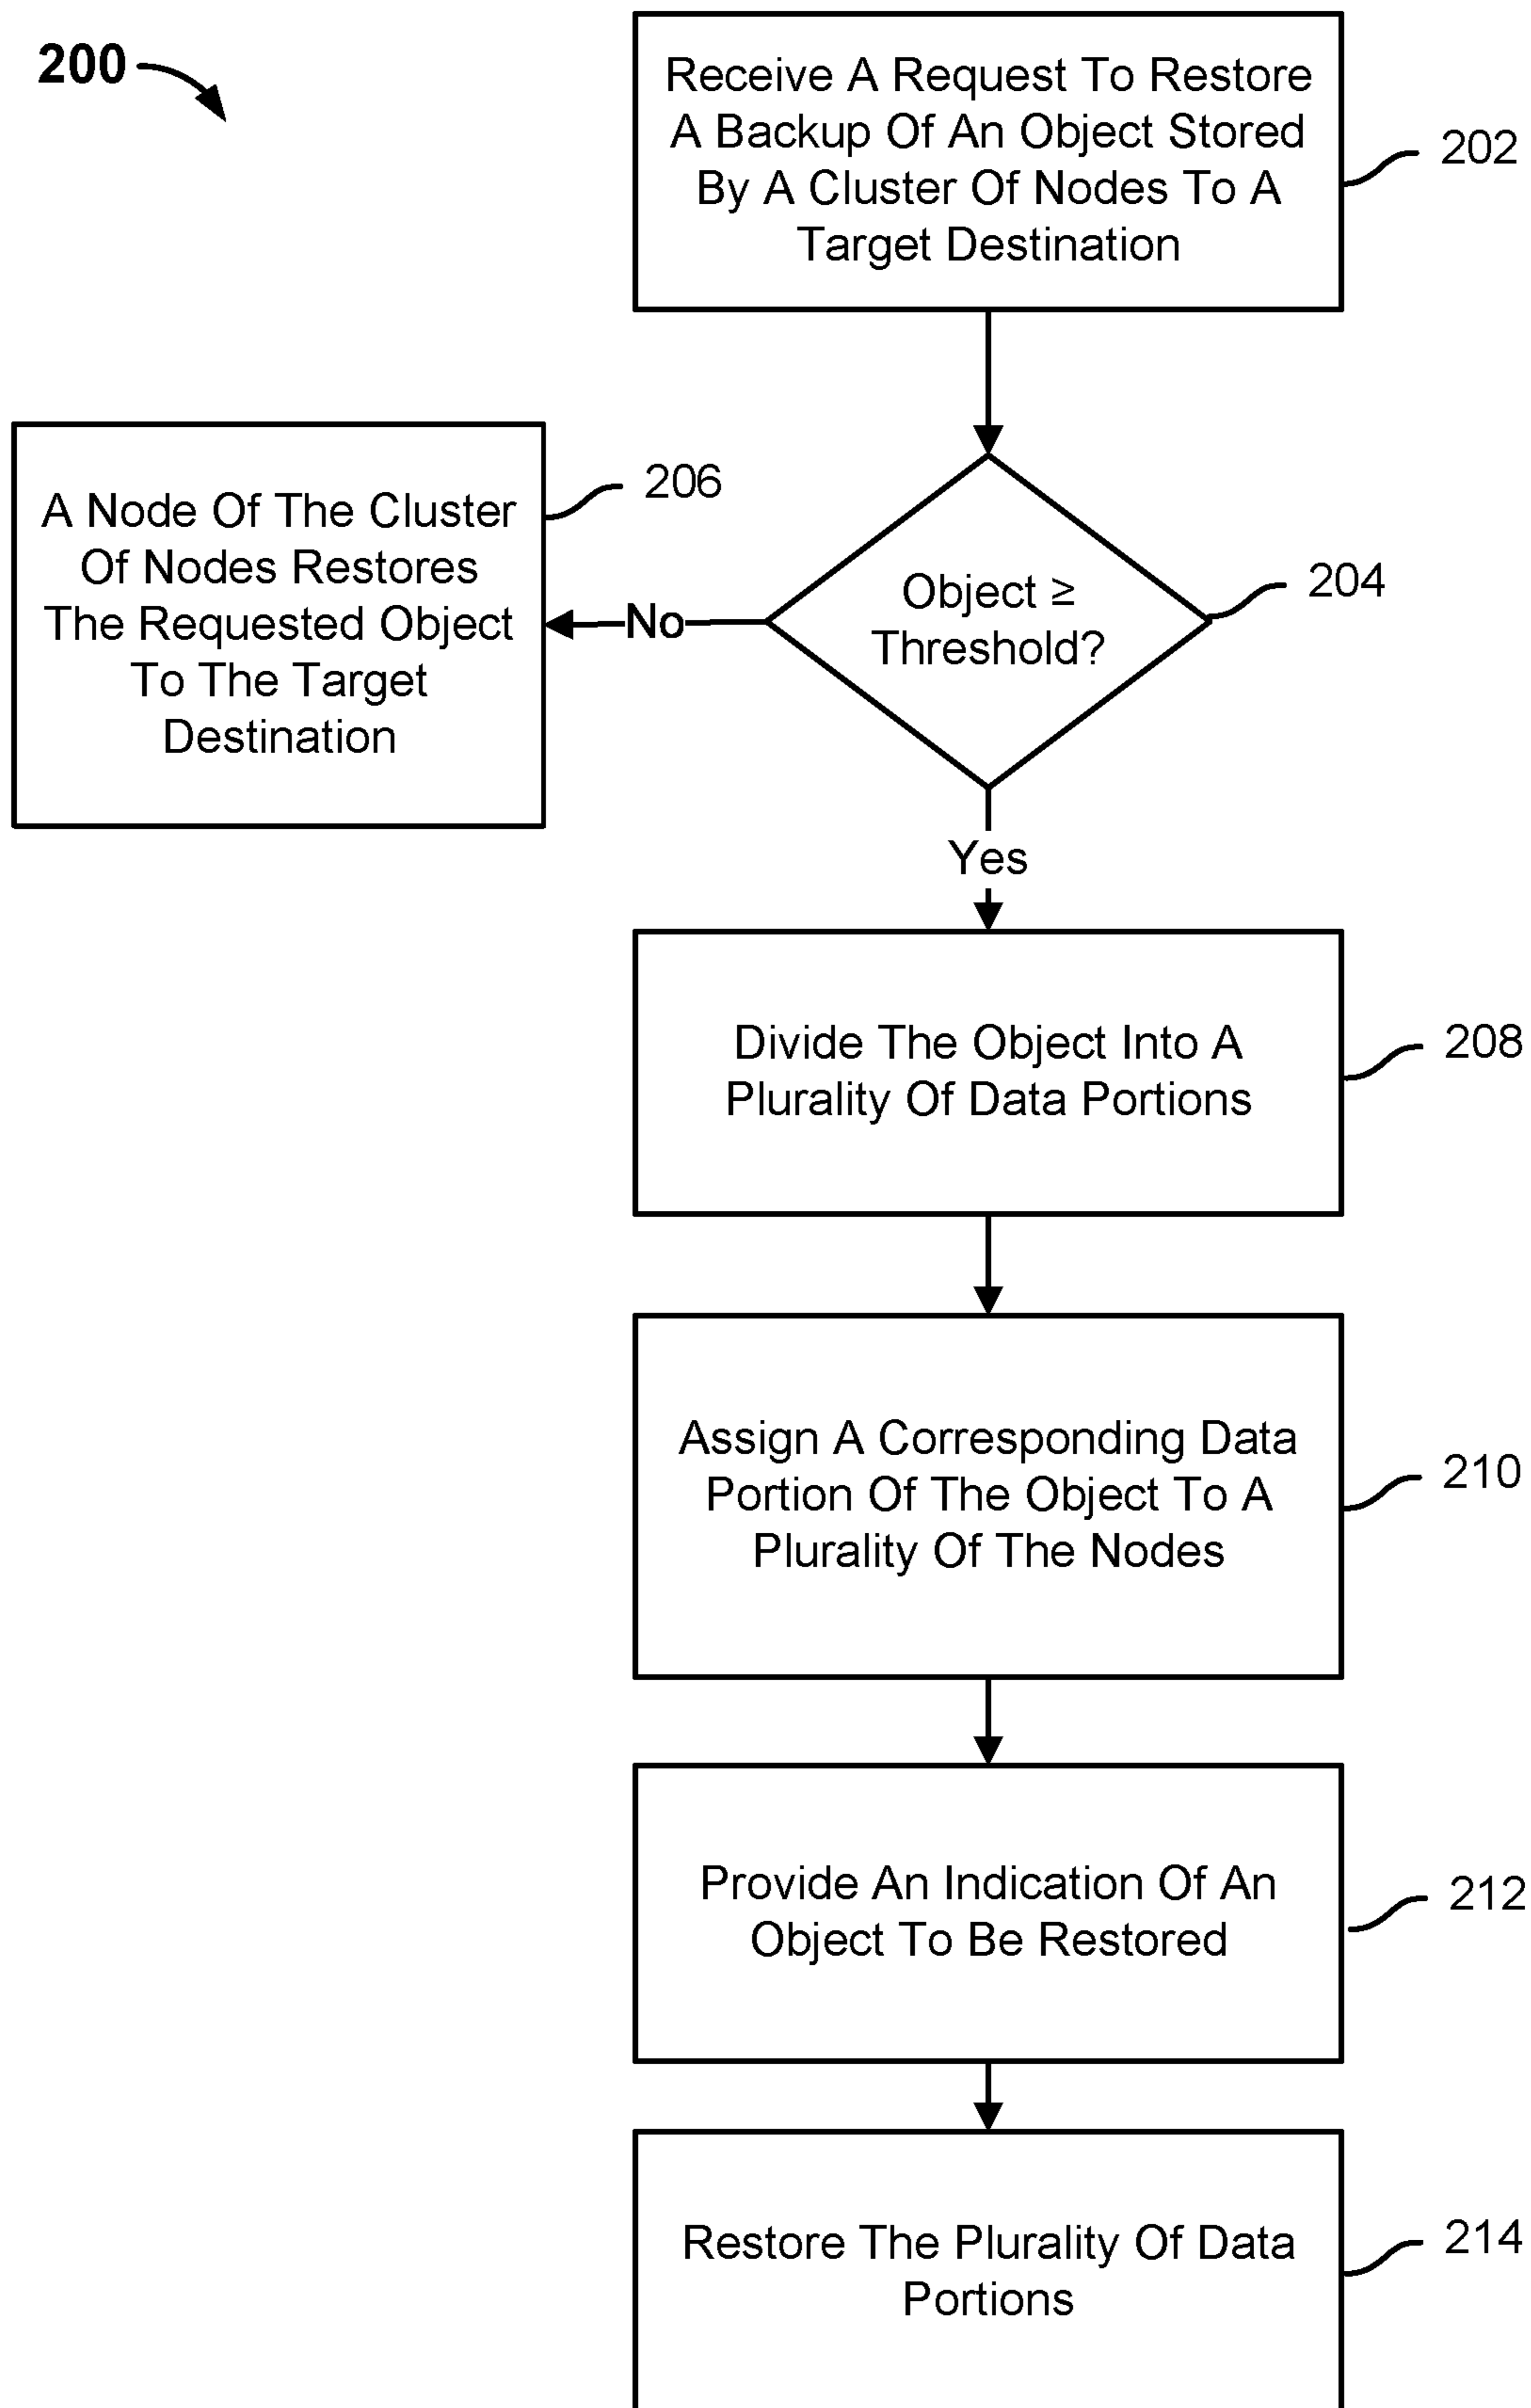 200
Receive A Request To Restore
A Backup Of An Object Stored
By A Cluster Of Nodes To A
Target Destination
202
A Node Of The Cluster
Of Nodes Restores
The Requested Object
To The Target
Destination
206
Object ≥
Threshold?
204
No
Yes
Divide The Object Into A
Plurality Of Data Portions
208
Assign A Corresponding Data
Portion Of The Object To A
Plurality Of The Nodes
210
Provide An Indication Of An
Object To Be Restored
212
Restore The Plurality Of Data
Portions
214